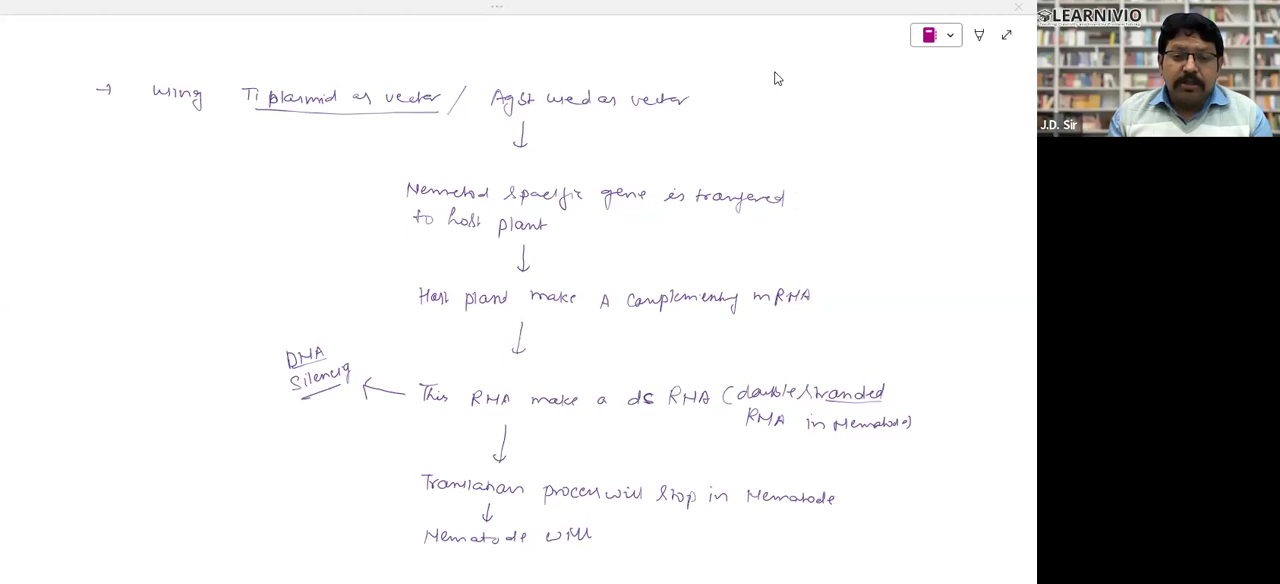 LEARNIVIO
J.D. Sir
→ using Ti plasmid as vector / Agst used as vector
↓
Nematod specific gene is transfered
to host plant
↓
Host plant make A complementry mRNA
↓
DNA
Silencing
← This RNA make a ds RNA (double stranded
RNA in Nematode)
↓
Translation process will stop in Nematode
↓
Nematode will